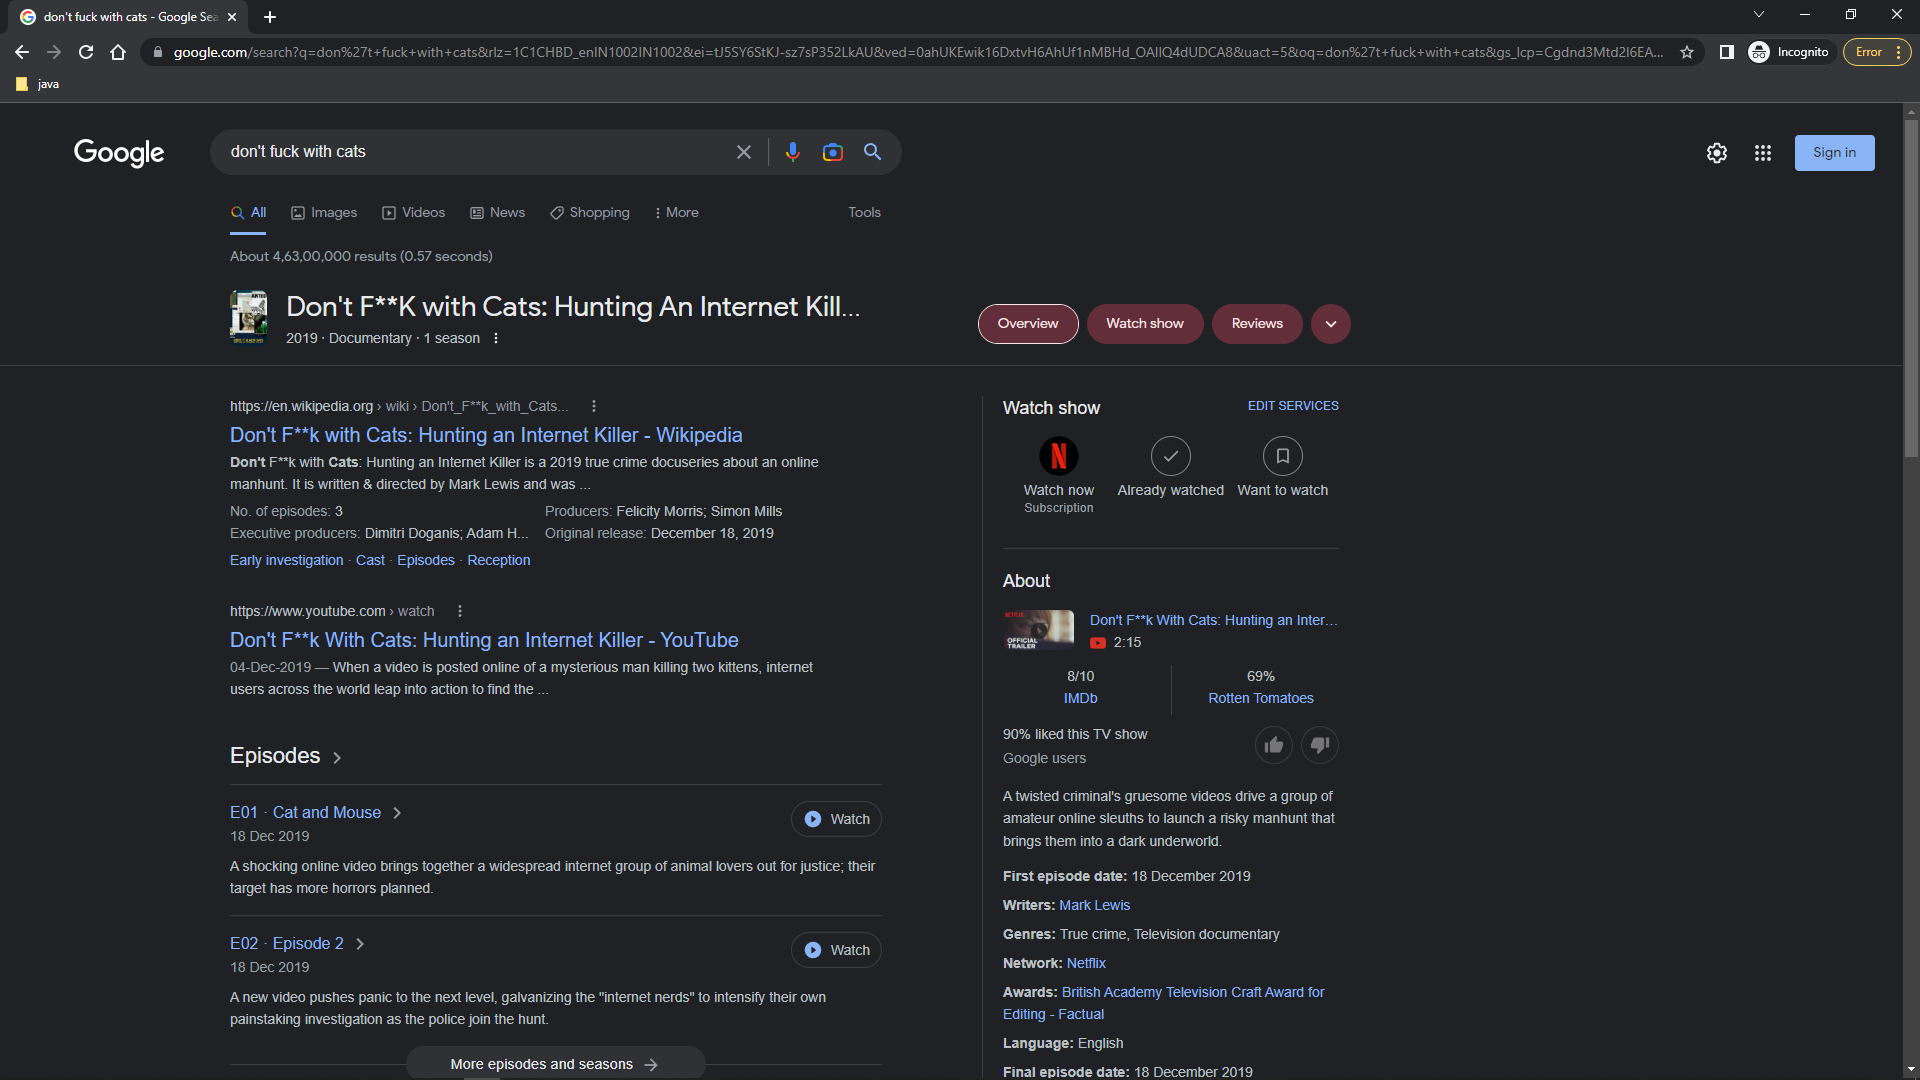 don't fuck with cats - Google Sea
google.com/search?q=don%27t+fuck+with+cats&rlz=1C1CHBD_enIN1002IN1002&ei=tJ5SY6StKJ-sz7sP352LkAU&ved=0ahUKEwik16DxtvH6AhUf1nMBHd_OAlIQ4dUDCA8&uact=5&oq=don%27t+fuck+with+cats&gs_lcp=Cgdnd3Mtd2l6EA...
Incognito
Error
java
Google
don't fuck with cats
Sign in
All
Images
Videos
News
Shopping
More
Tools
About 4,63,00,000 results (0.57 seconds)
Don't F**K with Cats: Hunting An Internet Kill...
2019 · Documentary · 1 season
Overview
Watch show
Reviews
https://en.wikipedia.org › wiki › Don't_F**k_with_Cats...
Don't F**k with Cats: Hunting an Internet Killer - Wikipedia
Don't F**k with Cats: Hunting an Internet Killer is a 2019 true crime docuseries about an online
manhunt. It is written & directed by Mark Lewis and was ...
No. of episodes: 3
Producers: Felicity Morris; Simon Mills
Executive producers: Dimitri Doganis; Adam H...
Original release: December 18, 2019
Early investigation · Cast · Episodes · Reception
https://www.youtube.com › watch
Don't F**k With Cats: Hunting an Internet Killer - YouTube
04-Dec-2019 — When a video is posted online of a mysterious man killing two kittens, internet
users across the world leap into action to find the ...
Episodes
E01 · Cat and Mouse
18 Dec 2019
Watch
A shocking online video brings together a widespread internet group of animal lovers out for justice; their
target has more horrors planned.
E02 · Episode 2
18 Dec 2019
Watch
A new video pushes panic to the next level, galvanizing the "internet nerds" to intensify their own
painstaking investigation as the police join the hunt.
More episodes and seasons
Watch show
EDIT SERVICES
Watch now
Subscription
Already watched
Want to watch
About
NETFLIX
OFFICIAL
TRAILER
Don't F**k With Cats: Hunting an Inter...
2:15
8/10
IMDb
69%
Rotten Tomatoes
90% liked this TV show
Google users
A twisted criminal's gruesome videos drive a group of
amateur online sleuths to launch a risky manhunt that
brings them into a dark underworld.
First episode date: 18 December 2019
Writers: Mark Lewis
Genres: True crime, Television documentary
Network: Netflix
Awards: British Academy Television Craft Award for
Editing - Factual
Language: English
Final episode date: 18 December 2019